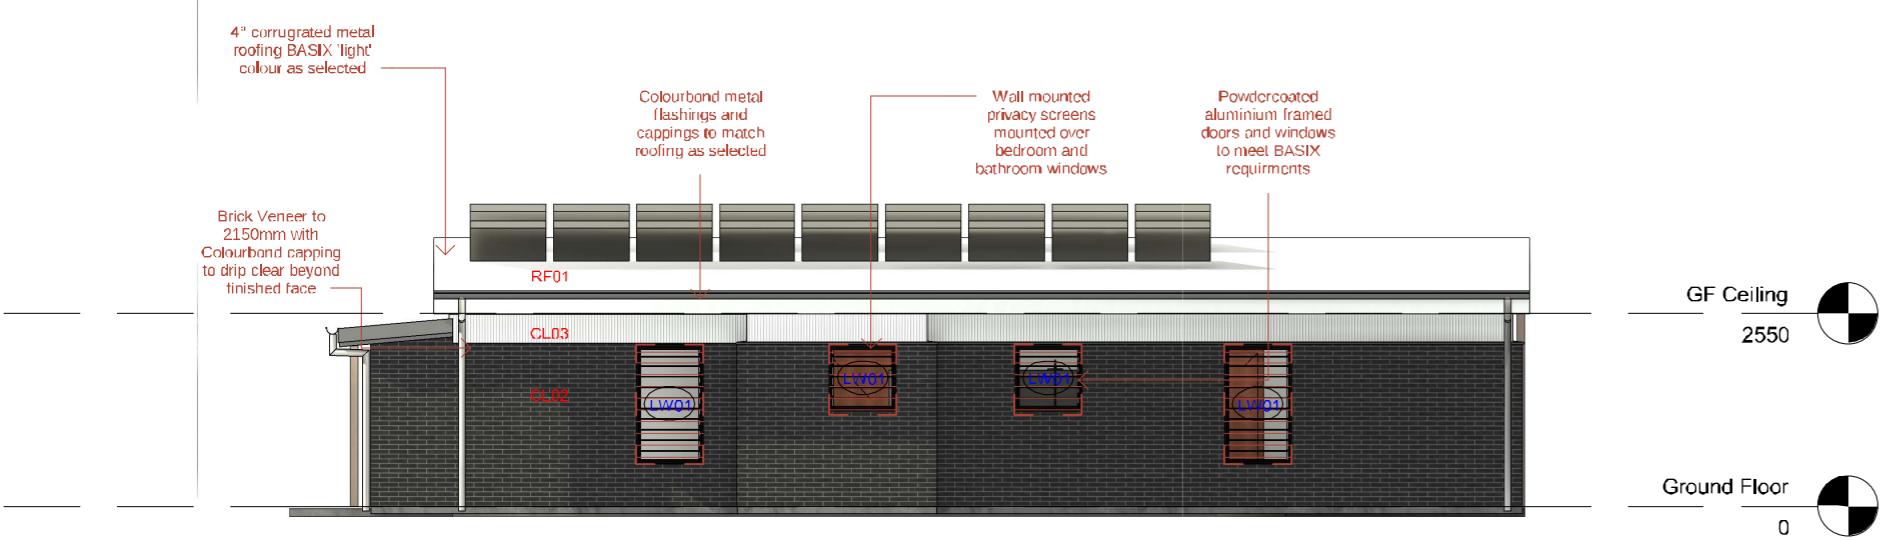 4° corrugrated metal
roofing BASIX 'light'
colour as selected
Colourbond metal
flashings and
cappings to match
roofing as selected
Wall mounted
privacy screens
mounted over
bedroom and
bathroom windows
Powdercoated
aluminium framed
doors and windows
to meet BASIX
requirments
Brick Veneer to
2150mm with
Colourbond capping
to drip clear beyond
finished face
RF01
GF Ceiling
2550
CL03
CL02
LW01
LW01
LW01
LW01
Ground Floor
0